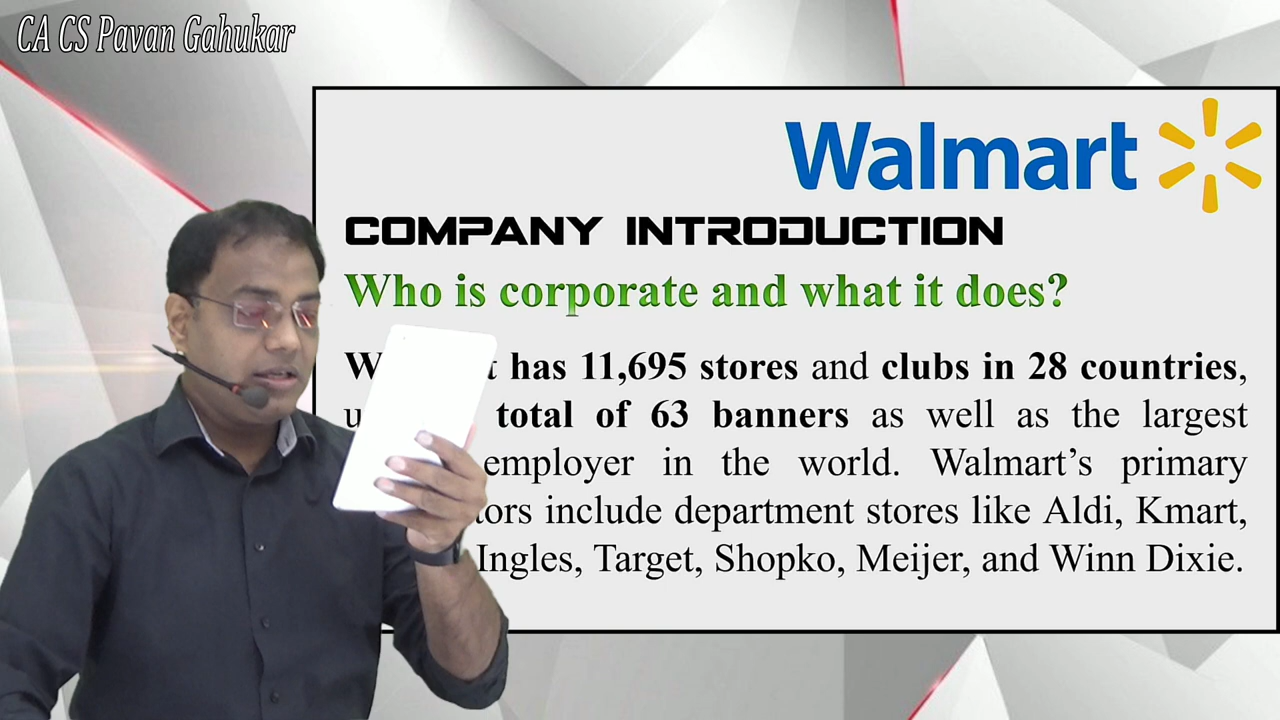 CA CS Pavan Gahukar
Walmart
COMPANY INTRODUCTION
Who is corporate and what it does?
has 11,695 stores and clubs in 28 countries,
total of 63 banners as well as the largest
employer in the world. Walmart’s primary
include department stores like Aldi, Kmart,
Ingles, Target, Shopko, Meijer, and Winn Dixie.